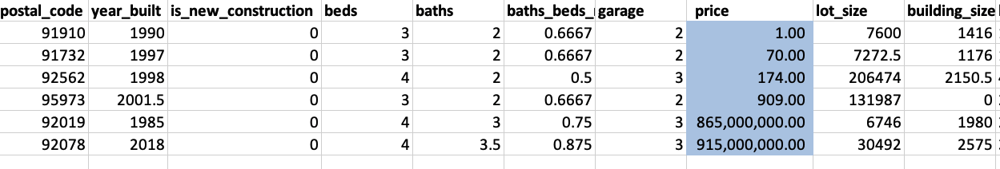 postal_code year_built is_new_construction beds baths baths_beds_ garage price lot_size building_size
91910 1990 0 3 2 0.6667 2 1.00 7600 1416
91732 1997 0 3 2 0.6667 2 70.00 7272.5 1176
92562 1998 0 4 2 0.5 3 174.00 206474 2150.5
95973 2001.5 0 3 2 0.6667 2 909.00 131987 0
92019 1985 0 4 3 0.75 3 865,000,000.00 6746 1980
92078 2018 0 4 3.5 0.875 3 915,000,000.00 30492 2575